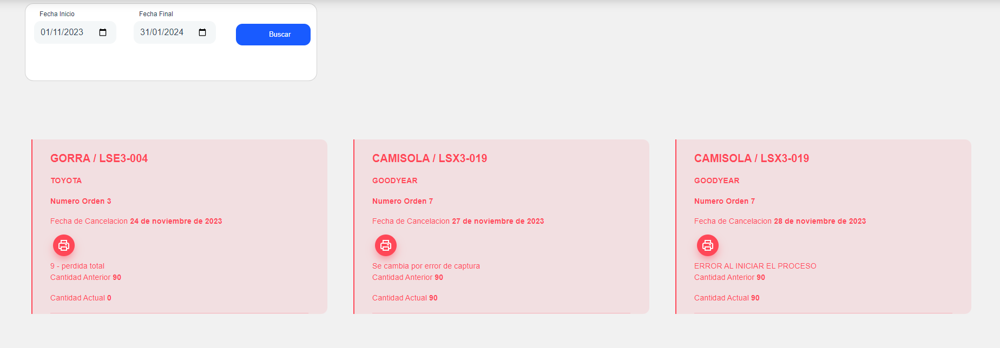 Fecha Inicio
Fecha Final
01/11/2023
31/01/2024
Buscar
GORRA / LSE3-004
TOYOTA
Numero Orden 3
Fecha de Cancelacion 24 de noviembre de 2023
9 - perdida total
Cantidad Anterior 90
Cantidad Actual 0
CAMISOLA / LSX3-019
GOODYEAR
Numero Orden 7
Fecha de Cancelacion 27 de noviembre de 2023
Se cambia por error de captura
Cantidad Anterior 90
Cantidad Actual 90
CAMISOLA / LSX3-019
GOODYEAR
Numero Orden 7
Fecha de Cancelacion 28 de noviembre de 2023
ERROR AL INICIAR EL PROCESO
Cantidad Anterior 90
Cantidad Actual 90